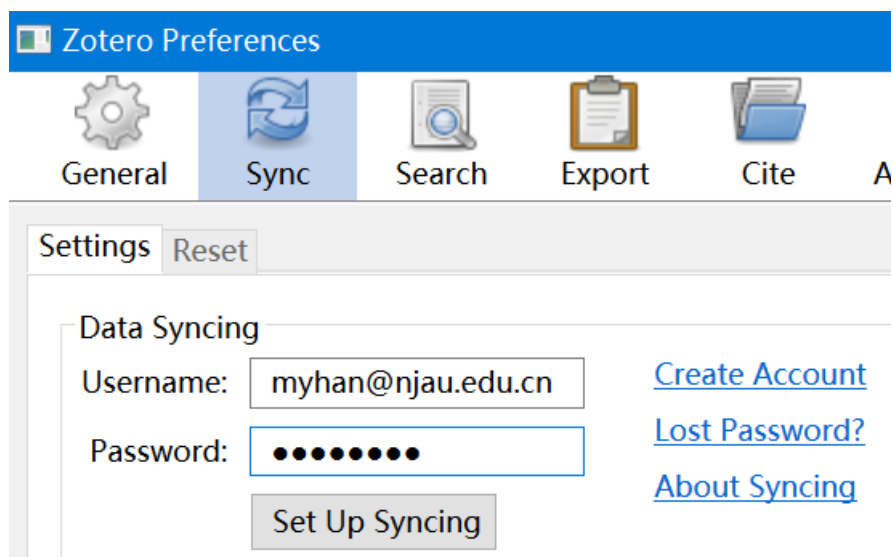 Zotero Preferences
General Sync Search Export Cite A
Settings Reset
Data Syncing
Username: myhan@njau.edu.cn Create Account
Password: ●●●●●●●● Lost Password?
Set Up Syncing About Syncing